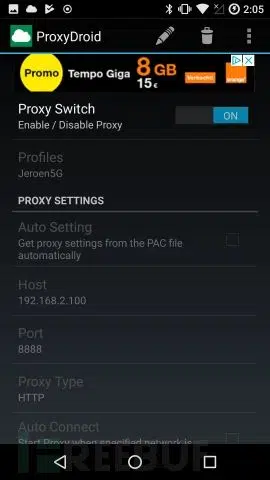 2:05
ProxyDroid
Promo
Tempo Giga
8 GB
15€
orange
Proxy Switch
Enable / Disable Proxy
ON
Profiles
Jeroen5G
PROXY SETTINGS
Auto Setting
Get proxy settings from the PAC file
automatically
Host
192.168.2.100
Port
8888
Proxy Type
HTTP
Auto Connect
Start Proxy when specified network is
FREEBUF